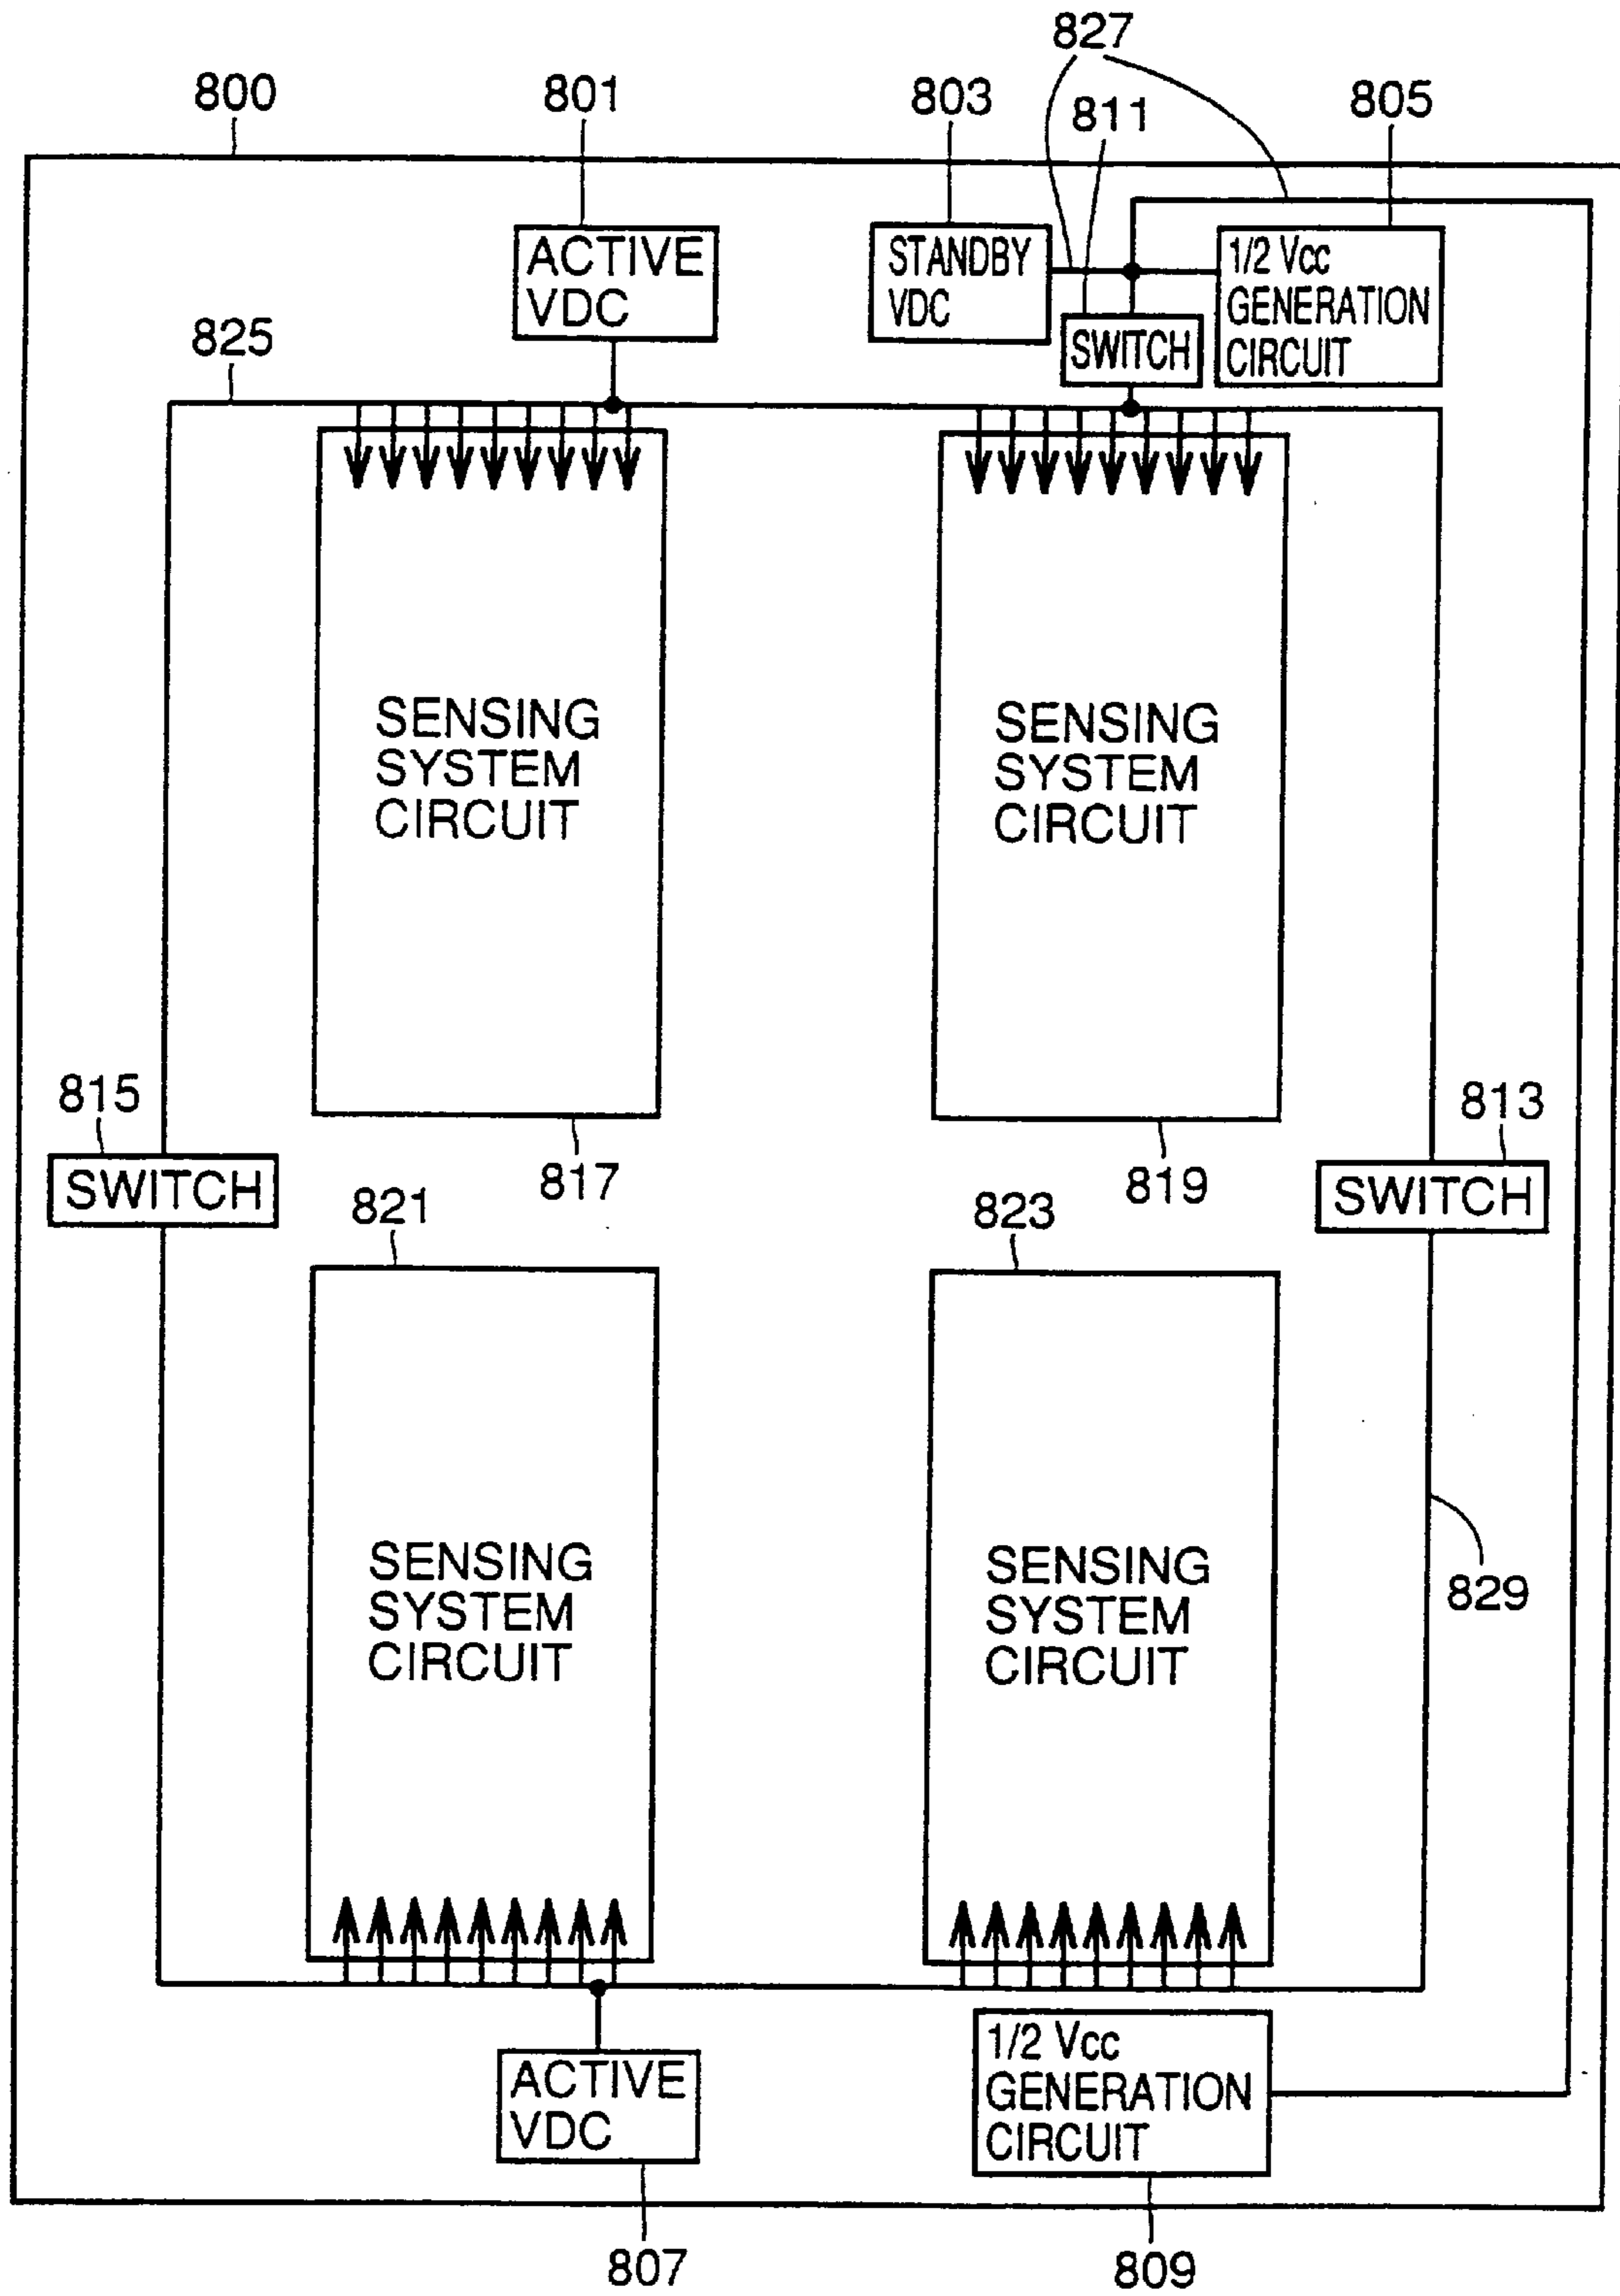 827
800
801
803
811
805
ACTIVE
VDC
STANDBY
VDC
1/2 Vcc
GENERATION
CIRCUIT
SWITCH
825
SENSING
SYSTEM
CIRCUIT
SENSING
SYSTEM
CIRCUIT
815
813
SWITCH
817
819
SWITCH
821
823
SENSING
SYSTEM
CIRCUIT
SENSING
SYSTEM
CIRCUIT
829
ACTIVE
VDC
1/2 Vcc
GENERATION
CIRCUIT
807
809